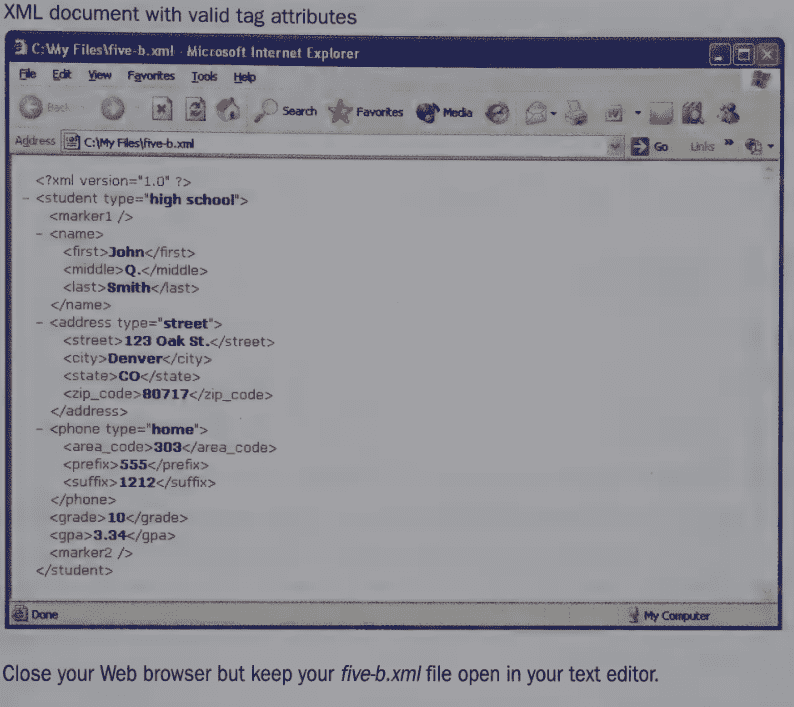 XML document with valid tag attributes
C:\My Files\five-b.xml - Microsoft Internet Explorer
File Edit View Favorites Tools Help
Back Search Favorites Media
Address C:\My Files\five-b.xml Go Links »
<?xml version="1.0" ?>
- <student type="high school">
<marker1 />
- <name>
<first>John</first>
<middle>Q.</middle>
<last>Smith</last>
</name>
- <address type="street">
<street>123 Oak St.</street>
<city>Denver</city>
<state>CO</state>
<zip_code>80717</zip_code>
</address>
- <phone type="home">
<area_code>303</area_code>
<prefix>555</prefix>
<suffix>1212</suffix>
</phone>
<grade>10</grade>
<gpa>3.34</gpa>
<marker2 />
</student>
Done My Computer
Close your Web browser but keep your five-b.xml file open in your text editor.